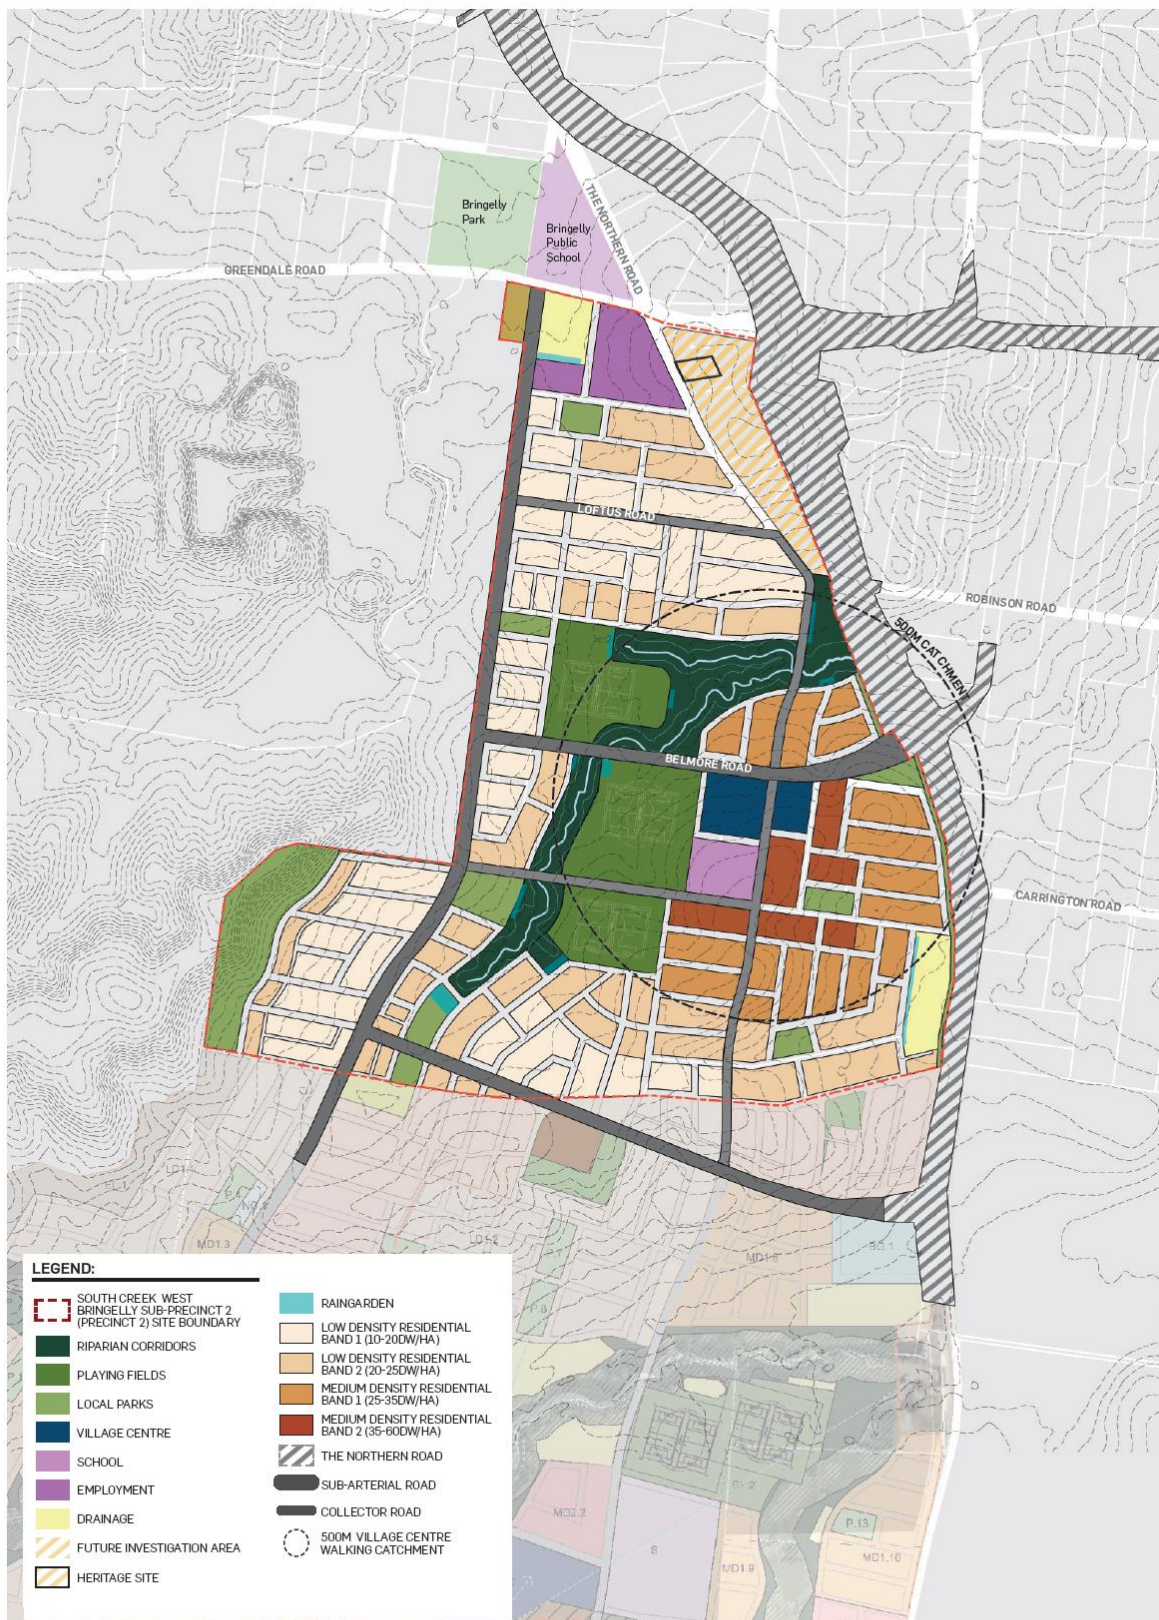 Bringelly
Park
Bringelly
Public
School
THE NORTHERN ROAD
GREENDALE ROAD
LOFTUS ROAD
ROBINSON ROAD
500M CATCHMENT
BELMORE ROAD
CARRINGTON ROAD
MD1.3
LD1.2
P.6
MD2.2
S
P.13
MD1.9
MD1.10
LEGEND:
SOUTH CREEK WEST
BRINGELLY SUB-PRECINCT 2
(PRECINCT 2) SITE BOUNDARY
RIPARIAN CORRIDORS
PLAYING FIELDS
LOCAL PARKS
VILLAGE CENTRE
SCHOOL
EMPLOYMENT
DRAINAGE
FUTURE INVESTIGATION AREA
HERITAGE SITE
RAINGARDEN
LOW DENSITY RESIDENTIAL
BAND 1 (10-20DW/HA)
LOW DENSITY RESIDENTIAL
BAND 2 (20-25DW/HA)
MEDIUM DENSITY RESIDENTIAL
BAND 1 (25-35DW/HA)
MEDIUM DENSITY RESIDENTIAL
BAND 2 (35-60DW/HA)
THE NORTHERN ROAD
SUB-ARTERIAL ROAD
COLLECTOR ROAD
500M VILLAGE CENTRE
WALKING CATCHMENT